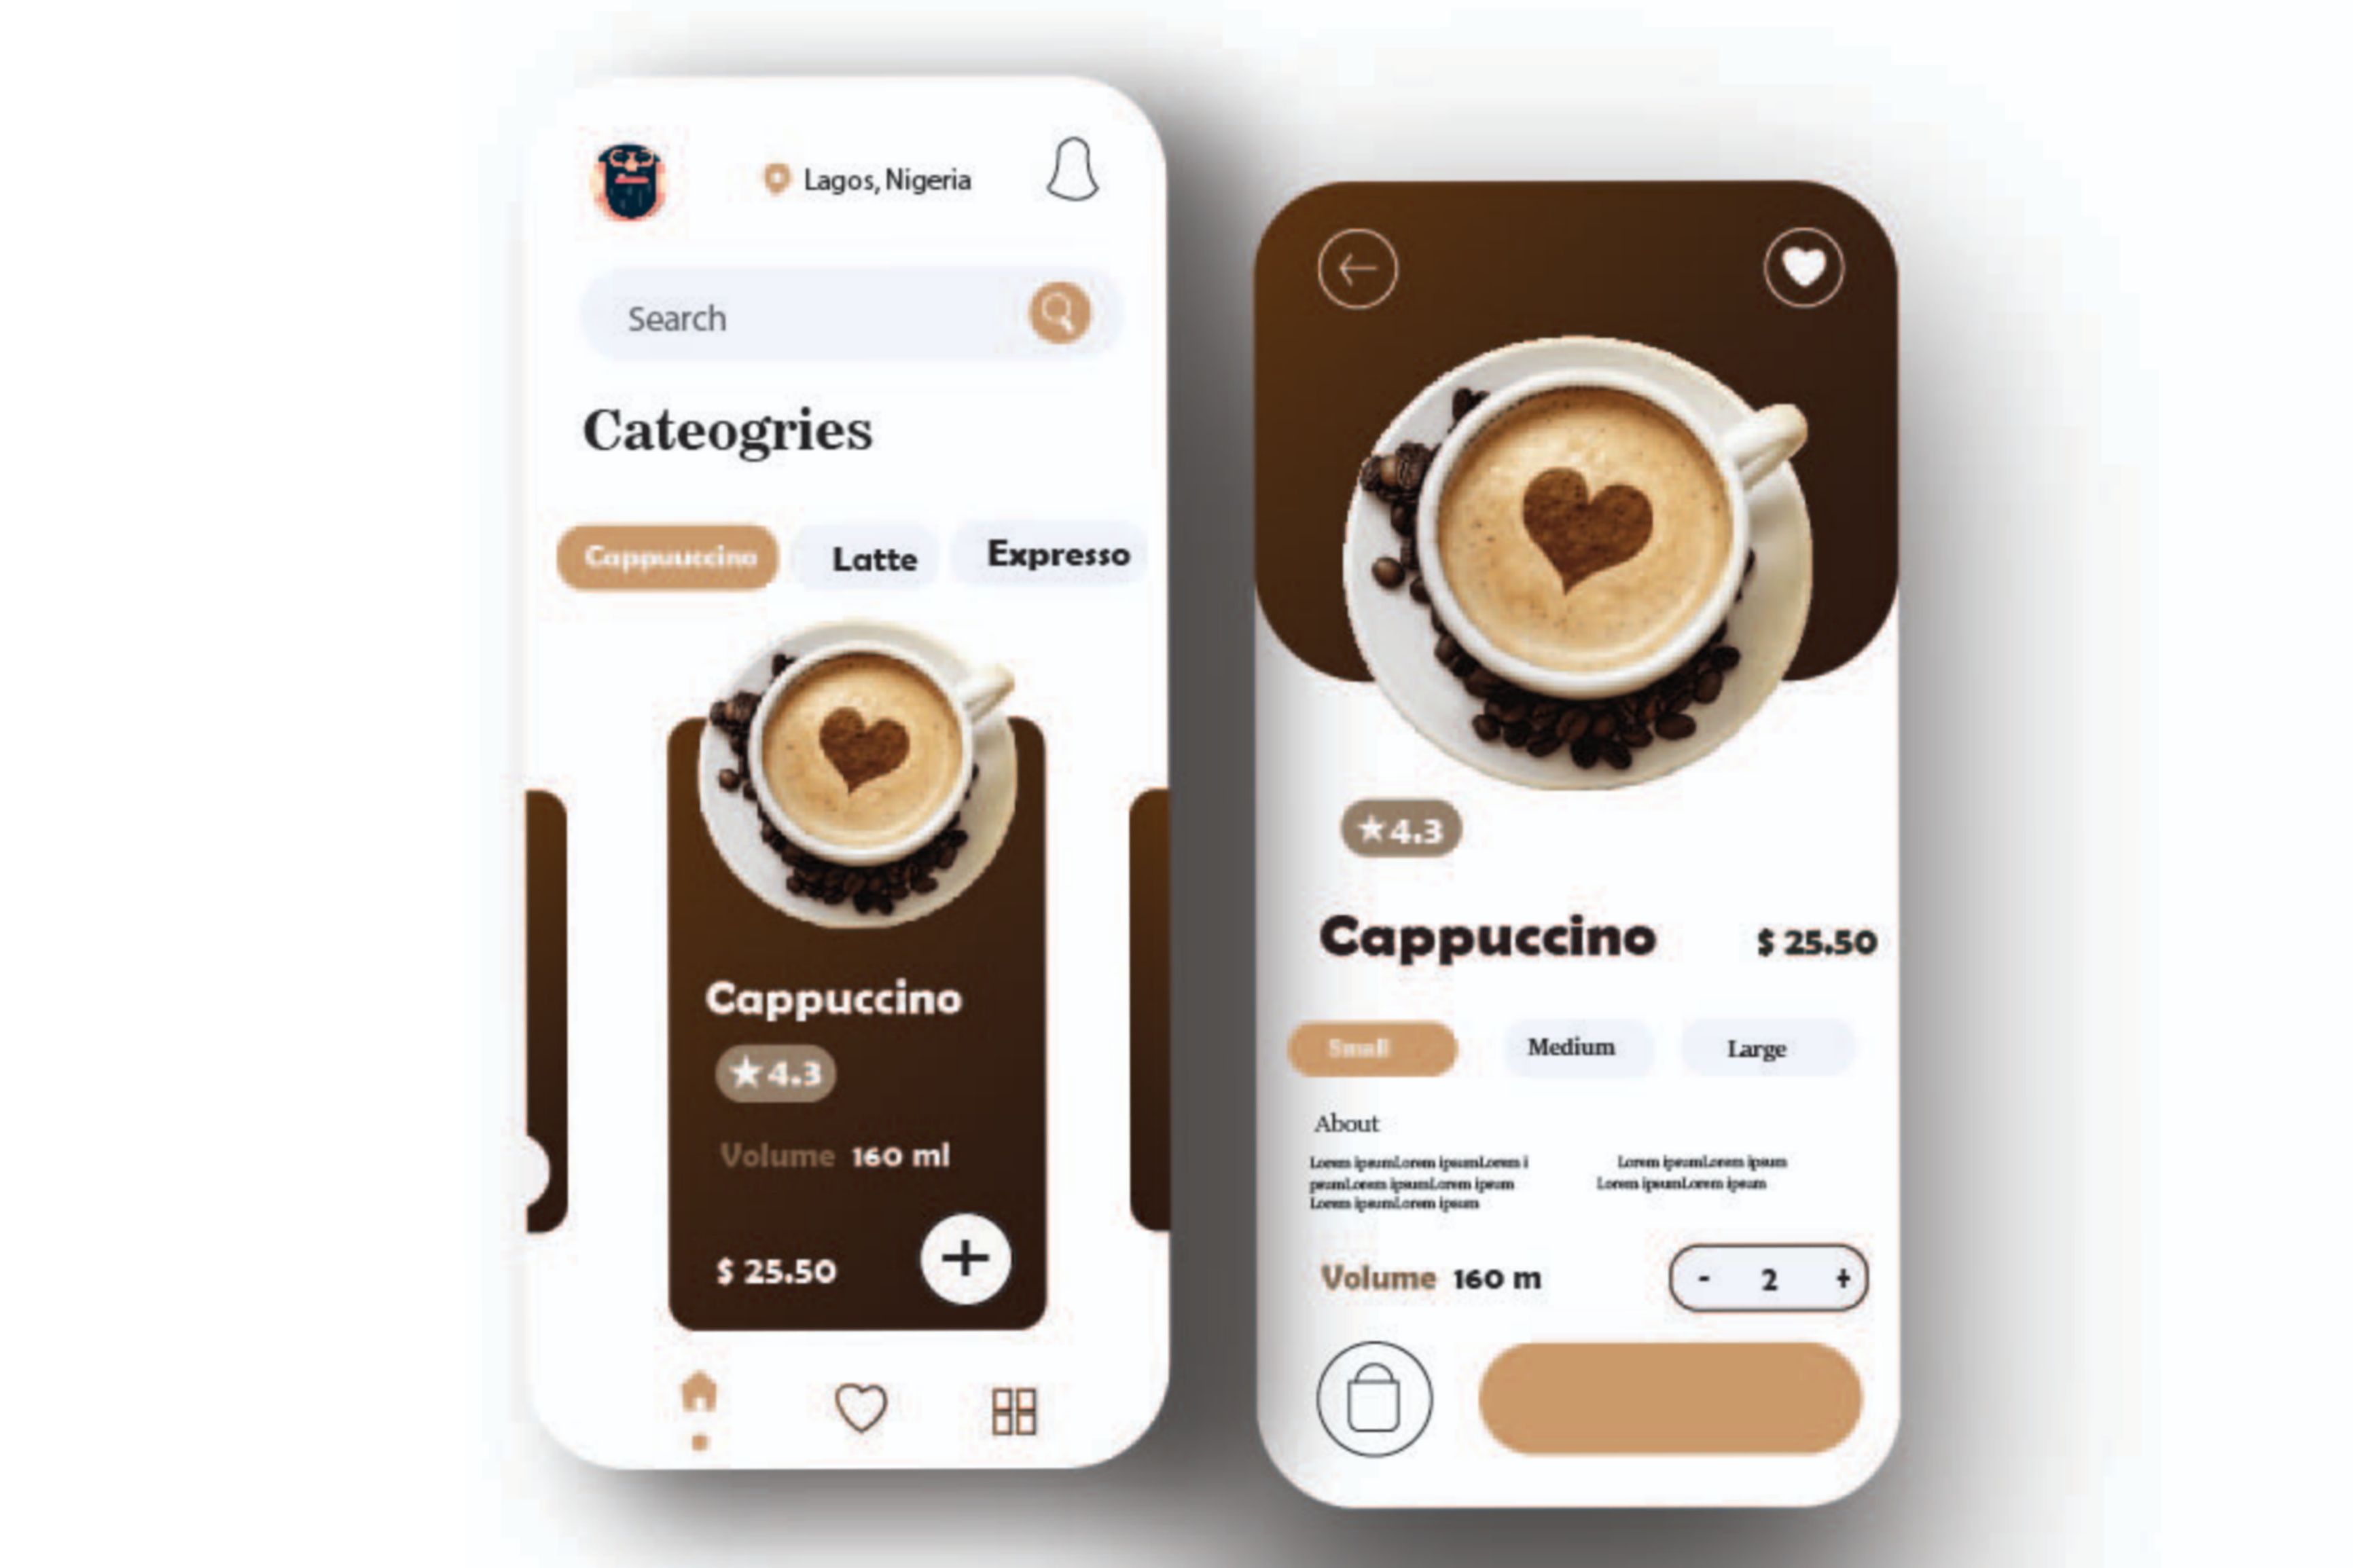 Lagos, Nigeria
Search
Cateogries
Cappuuccino
Latte
Expresso
Cappuccino
★4.3
Volume 160 ml
$ 25.50
+
★4.3
Cappuccino
$ 25.50
Small
Medium
Large
About
Lorem ipsumLorem ipsumLorem i
psumLorem ipsumLorem ipsum
Lorem ipsumLorem ipsum
Lorem ipsumLorem ipsum
Lorem ipsumLorem ipsum
Volume 160 m
- 2 +